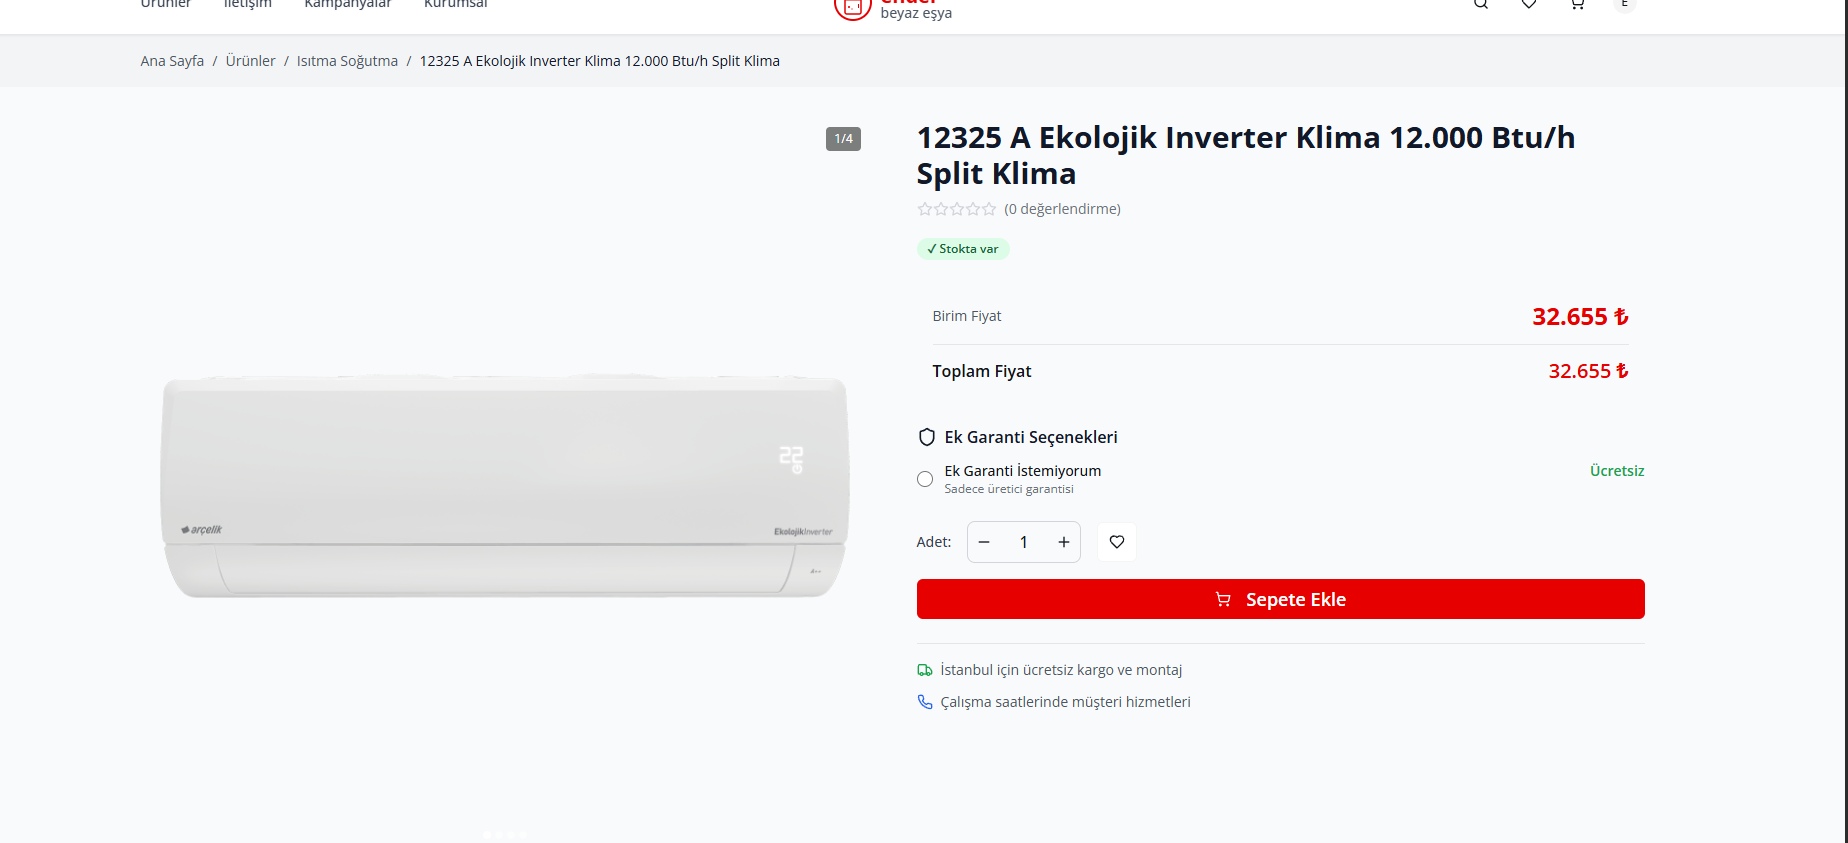 Ürünler İletişim Kampanyalar Kurumsal
ender
beyaz eşya
E
Ana Sayfa / Ürünler / Isıtma Soğutma / 12325 A Ekolojik Inverter Klima 12.000 Btu/h Split Klima
1/4
22
arçelik
EkolojikInverter
12325 A Ekolojik Inverter Klima 12.000 Btu/h
Split Klima
(0 değerlendirme)
✓ Stokta var
Birim Fiyat 32.655 ₺
Toplam Fiyat 32.655 ₺
Ek Garanti Seçenekleri
Ek Garanti İstemiyorum Ücretsiz
Sadece üretici garantisi
Adet: − 1 +
Sepete Ekle
İstanbul için ücretsiz kargo ve montaj
Çalışma saatlerinde müşteri hizmetleri